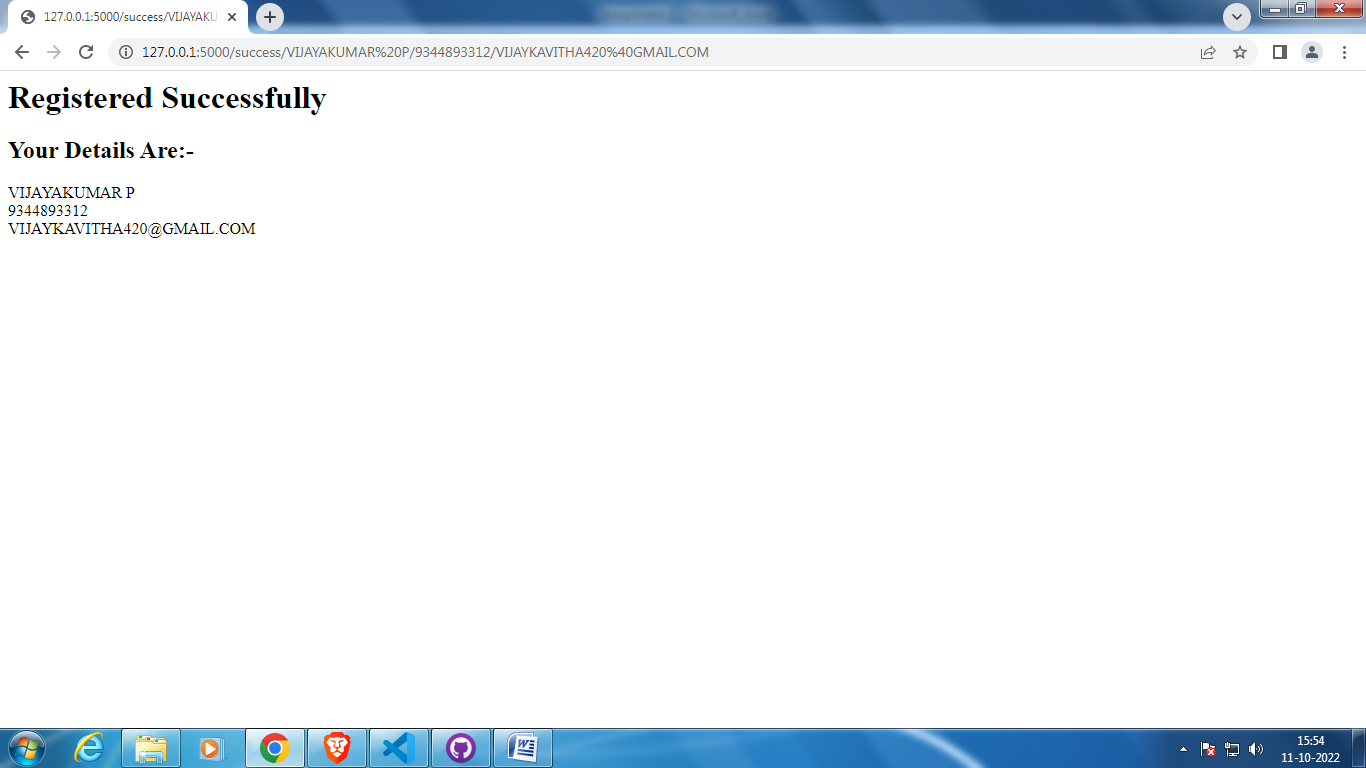 127.0.0.1:5000/success/VIJAYAKU
127.0.0.1:5000/success/VIJAYAKUMAR%20P/9344893312/VIJAYKAVITHA420%40GMAIL.COM
Registered Successfully
Your Details Are:-
VIJAYAKUMAR P
9344893312
VIJAYKAVITHA420@GMAIL.COM
15:54
11-10-2022